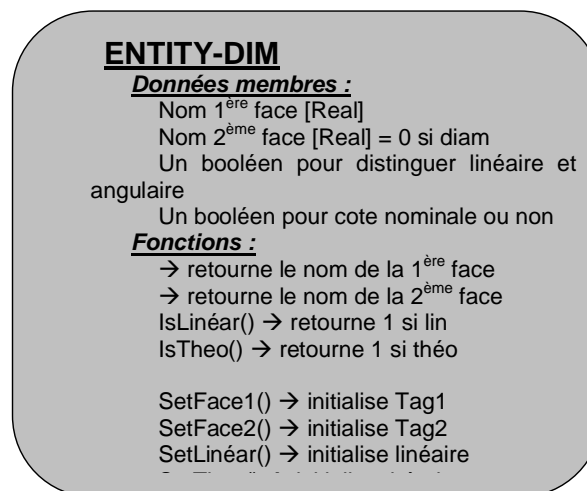 ENTITY-DIM
Données membres :
Nom 1ère face [Real]
Nom 2ème face [Real] = 0 si diam
Un booléen pour distinguer linéaire et
angulaire
Un booléen pour cote nominale ou non
Fonctions :
→ retourne le nom de la 1ère face
→ retourne le nom de la 2ème face
IsLinéar() → retourne 1 si lin
IsTheo() → retourne 1 si théo
SetFace1() → initialise Tag1
SetFace2() → initialise Tag2
SetLinéar() → initialise linéaire